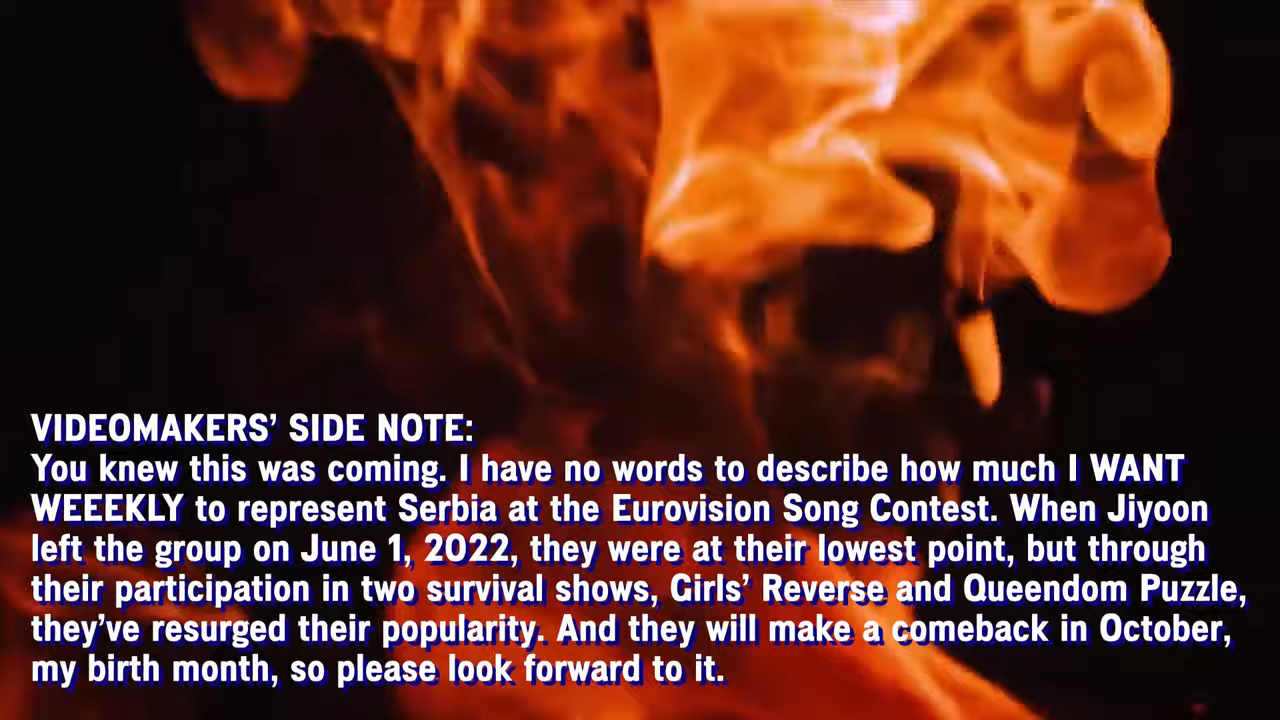 VIDEOMAKERS’ SIDE NOTE:
You knew this was coming. I have no words to describe how much I WANT
WEEEKLY to represent Serbia at the Eurovision Song Contest. When Jiyoon
left the group on June 1, 2022, they were at their lowest point, but through
their participation in two survival shows, Girls’ Reverse and Queendom Puzzle,
they’ve resurged their popularity. And they will make a comeback in October,
my birth month, so please look forward to it.